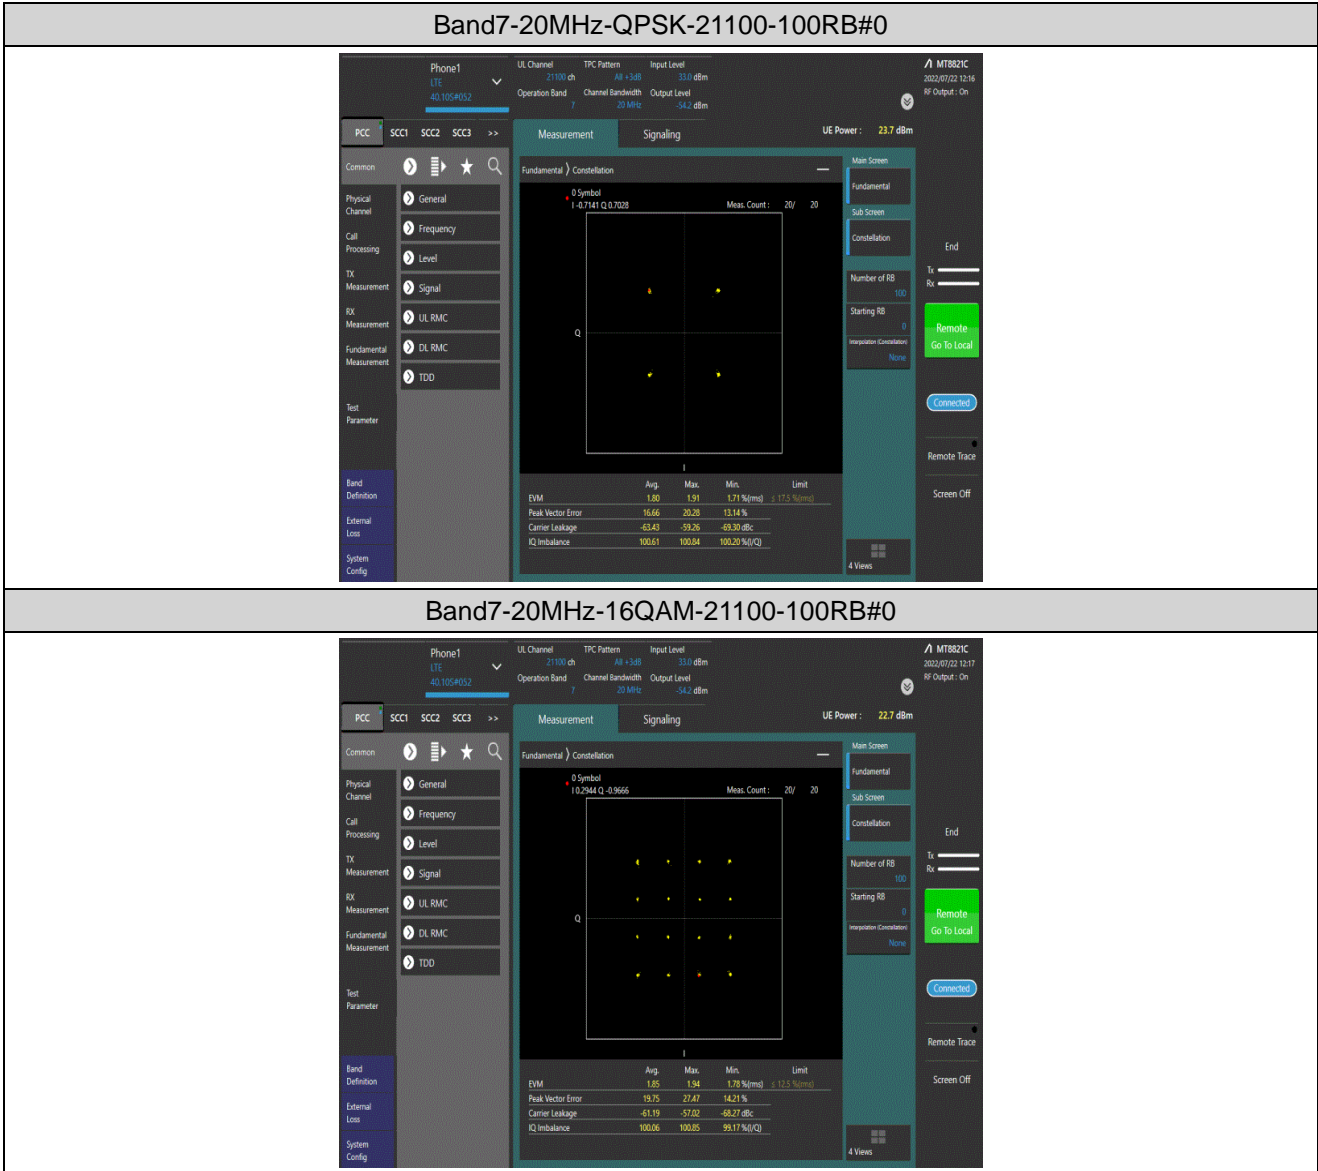 Band7-20MHz-QPSK-21100-100RB#0
Phone1
LTE
40.10S#052
UL Channel TPC Pattern Input Level
21100 ch All +3dB 33.0 dBm
Operation Band Channel Bandwidth Output Level
7 20 MHz -54.2 dBm
MT8821C
2022/07/22 12:16
RF Output : On
PCC SCC1 SCC2 SCC3 >>
Measurement Signaling
UE Power : 23.7 dBm
Common
Physical
Channel
Call
Processing
TX
Measurement
RX
Measurement
Fundamental
Measurement
Test
Parameter
Band
Definition
External
Loss
System
Config
General
Frequency
Level
Signal
UL RMC
DL RMC
TDD
Fundamental Constellation
0 Symbol
I -0.7141 Q 0.7028 Meas. Count : 20/ 20
Q
I
Avg. Max. Min. Limit
EVM 1.80 1.91 1.71 %(rms) ≤ 17.5 %(rms)
Peak Vector Error 16.66 20.28 13.14 %
Carrier Leakage -63.43 -59.26 -69.30 dBc
IQ Imbalance 100.61 100.84 100.20 %(I/Q)
Main Screen
Fundamental
Sub Screen
Constellation
Number of RB
100
Starting RB
0
Interpolation (Constellation)
None
4 Views
End
Tx
Rx
Remote
Go To Local
Connected
Remote Trace
Screen Off
Band7-20MHz-16QAM-21100-100RB#0
Phone1
LTE
40.10S#052
UL Channel TPC Pattern Input Level
21100 ch All +3dB 33.0 dBm
Operation Band Channel Bandwidth Output Level
7 20 MHz -54.2 dBm
MT8821C
2022/07/22 12:17
RF Output : On
PCC SCC1 SCC2 SCC3 >>
Measurement Signaling
UE Power : 22.7 dBm
Common
Physical
Channel
Call
Processing
TX
Measurement
RX
Measurement
Fundamental
Measurement
Test
Parameter
Band
Definition
External
Loss
System
Config
General
Frequency
Level
Signal
UL RMC
DL RMC
TDD
Fundamental Constellation
0 Symbol
I 0.2944 Q -0.9666 Meas. Count : 20/ 20
Q
I
Avg. Max. Min. Limit
EVM 1.85 1.94 1.78 %(rms) ≤ 12.5 %(rms)
Peak Vector Error 19.75 27.47 14.21 %
Carrier Leakage -61.19 -57.02 -68.27 dBc
IQ Imbalance 100.06 100.85 99.17 %(I/Q)
Main Screen
Fundamental
Sub Screen
Constellation
Number of RB
100
Starting RB
0
Interpolation (Constellation)
None
4 Views
End
Tx
Rx
Remote
Go To Local
Connected
Remote Trace
Screen Off